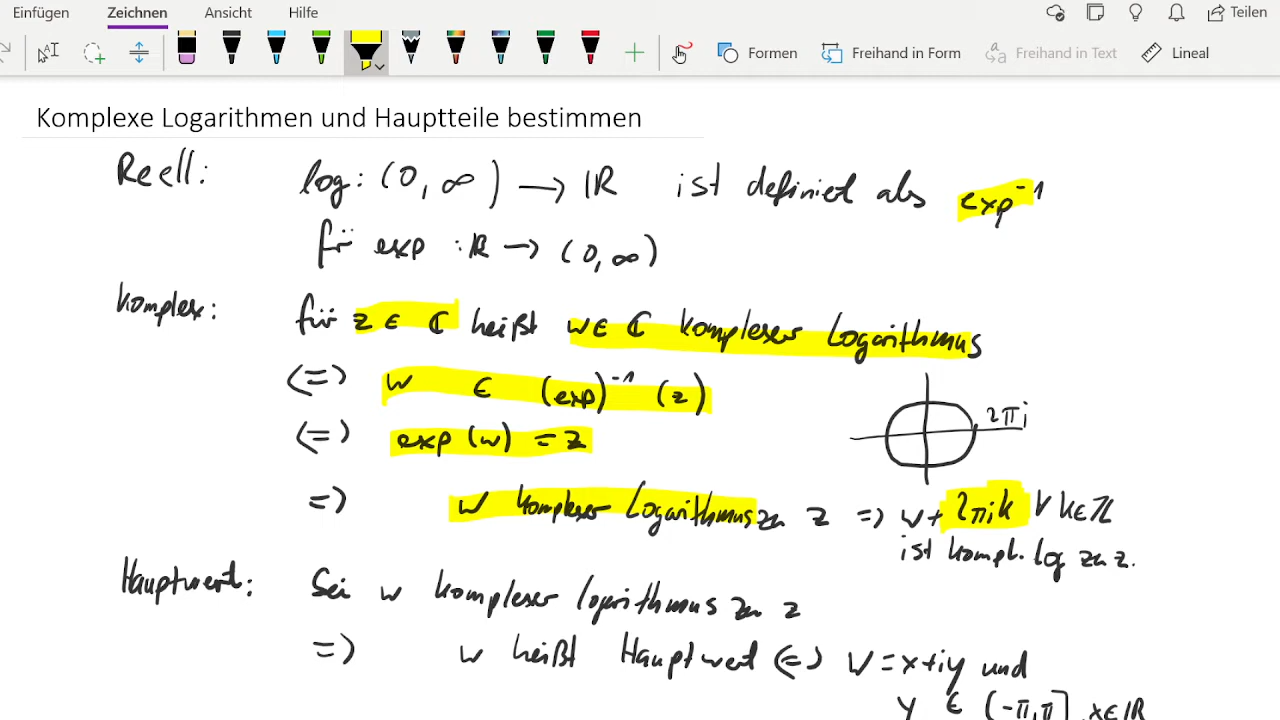 Einfügen Zeichnen Ansicht Hilfe Teilen
Formen Freihand in Form Freihand in Text Lineal
Komplexe Logarithmen und Hauptteile bestimmen
Reell: log: (0, ∞) → ℝ ist definiert als exp⁻¹
für exp : ℝ → (0, ∞)
Komplex: für z ∈ ℂ heißt w ∈ ℂ komplexer Logarithmus
⇔ w ∈ (exp)⁻¹ (z)
2πi
⇔ exp (w) = z
⇒ w komplexer Logarithmus zu z ⇒ w + 2πik ∀ k ∈ ℤ
ist kompl. log zu z.
Hauptwert: Sei w komplexer Logarithmus zu z
⇒ w heißt Hauptwert ⇔ w = x + iy und
y ∈ (-π, π], x ∈ ℝ